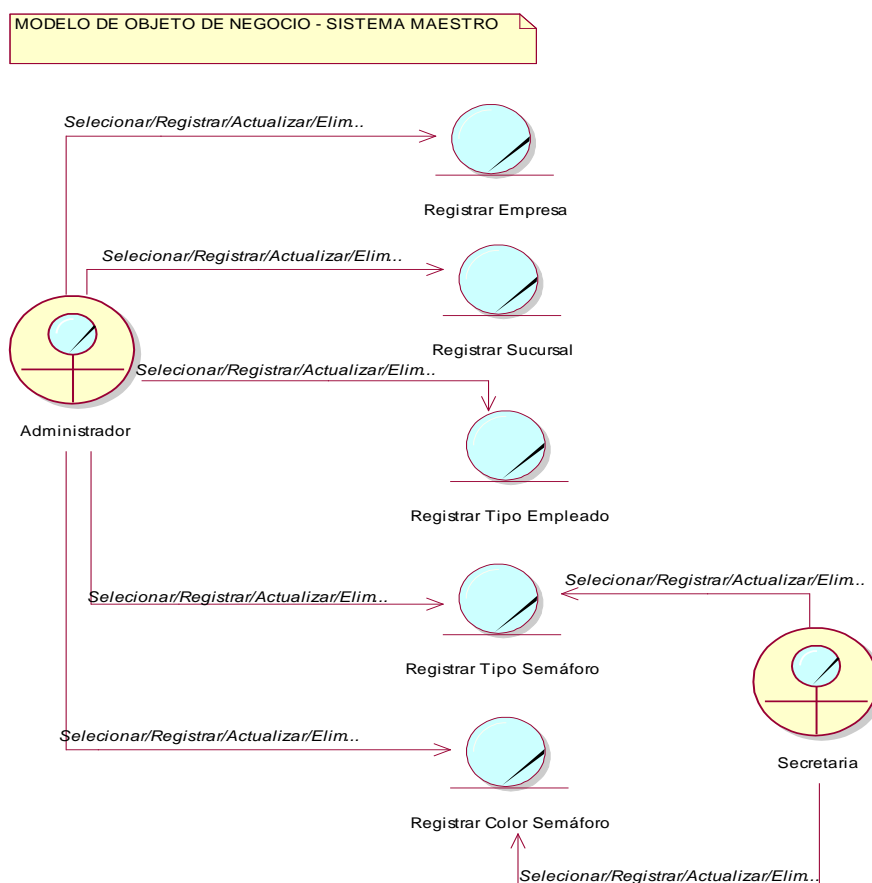 MODELO DE OBJETO DE NEGOCIO - SISTEMA MAESTRO
Selecionar/Registrar/Actualizar/Elim...
Registrar Empresa
Selecionar/Registrar/Actualizar/Elim...
Registrar Sucursal
Selecionar/Registrar/Actualizar/Elim...
Administrador
Registrar Tipo Empleado
Selecionar/Registrar/Actualizar/Elim...
Selecionar/Registrar/Actualizar/Elim...
Registrar Tipo Semáforo
Selecionar/Registrar/Actualizar/Elim...
Secretaria
Registrar Color Semáforo
Selecionar/Registrar/Actualizar/Elim...